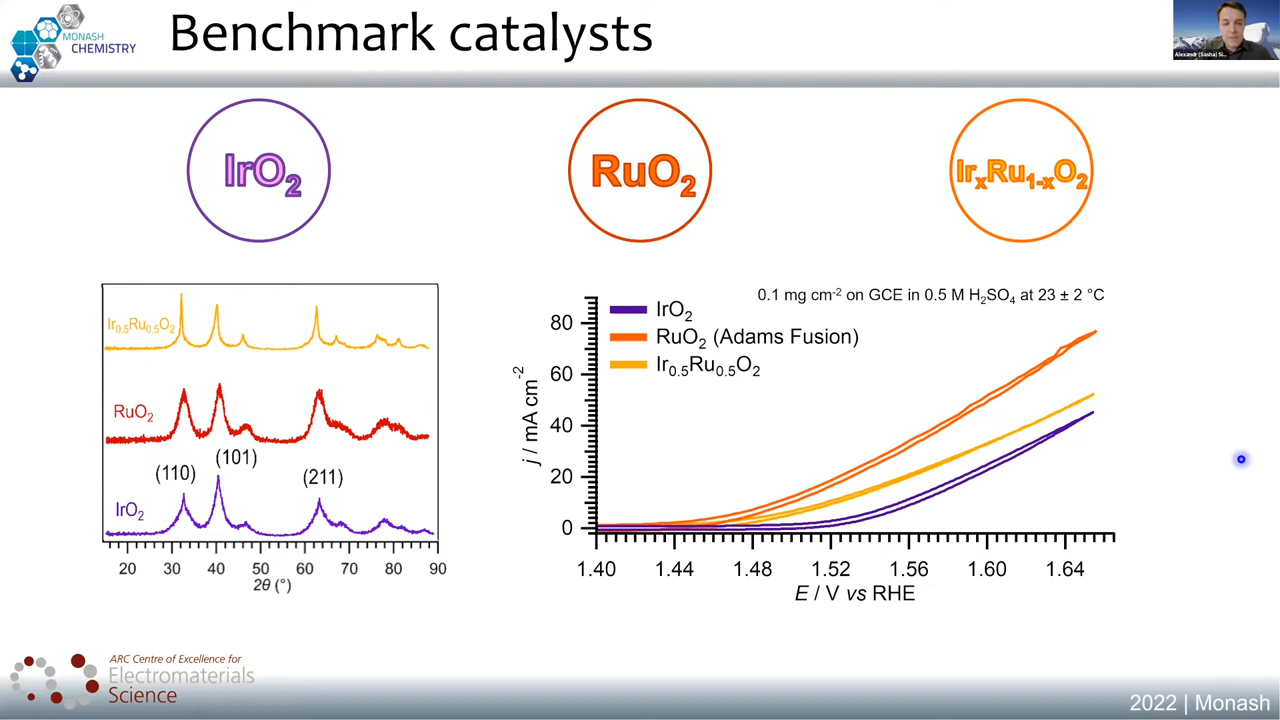 MONASH
CHEMISTRY
Benchmark catalysts
Alexandr (Sasha) Si...
IrO2
RuO2
IrxRu1-xO2
Ir0.5Ru0.5O2
RuO2
(110)
(101)
(211)
IrO2
20 30 40 50 60 70 80 90
2θ (°)
0.1 mg cm-2 on GCE in 0.5 M H2SO4 at 23 ± 2 °C
IrO2
RuO2 (Adams Fusion)
Ir0.5Ru0.5O2
80
60
40
20
0
j / mA cm-2
1.40 1.44 1.48 1.52 1.56 1.60 1.64
E / V vs RHE
ARC Centre of Excellence for
Electromaterials
Science
2022 | Monash